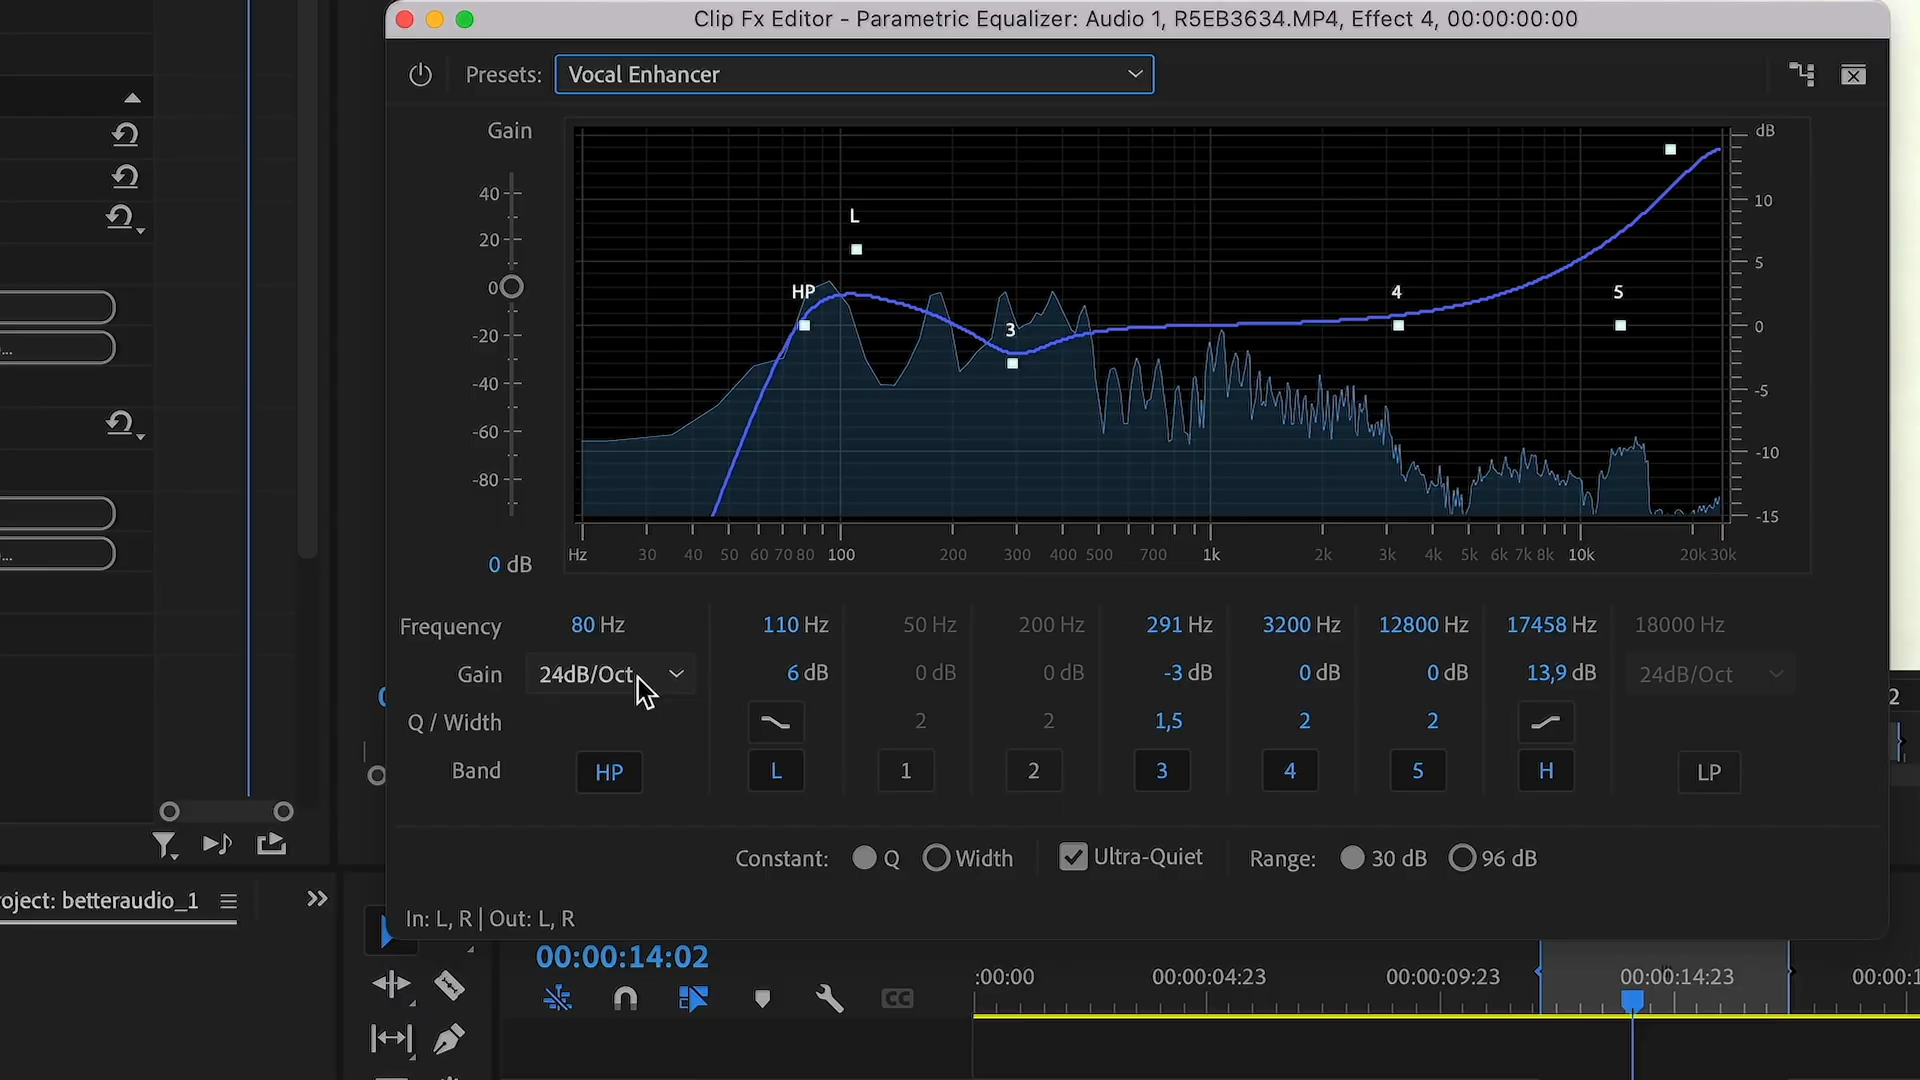 Clip Fx Editor - Parametric Equalizer: Audio 1, R5EB3634.MP4, Effect 4, 00:00:00:00
Presets: Vocal Enhancer
Gain dB
40
20
0
-20
-40
-60
-80
0 dB
L
HP
3
4
5
10
5
0
-5
-10
-15
Hz 30 40 50 60 70 80 100 200 300 400 500 700 1k 2k 3k 4k 5k 6k 7k 8k 10k 20k 30k
Frequency 80 Hz 110 Hz 50 Hz 200 Hz 291 Hz 3200 Hz 12800 Hz 17458 Hz 18000 Hz
Gain 24dB/Oct 6 dB 0 dB 0 dB -3 dB 0 dB 0 dB 13,9 dB 24dB/Oct
Q / Width 2 2 1,5 2 2
Band HP L 1 2 3 4 5 H LP
Constant: Q Width Ultra-Quiet Range: 30 dB 96 dB
In: L, R | Out: L, R
oject: betteraudio_1
00:00:14:02
:00:00 00:00:04:23 00:00:09:23 00:00:14:23 00:00:1
CC
2